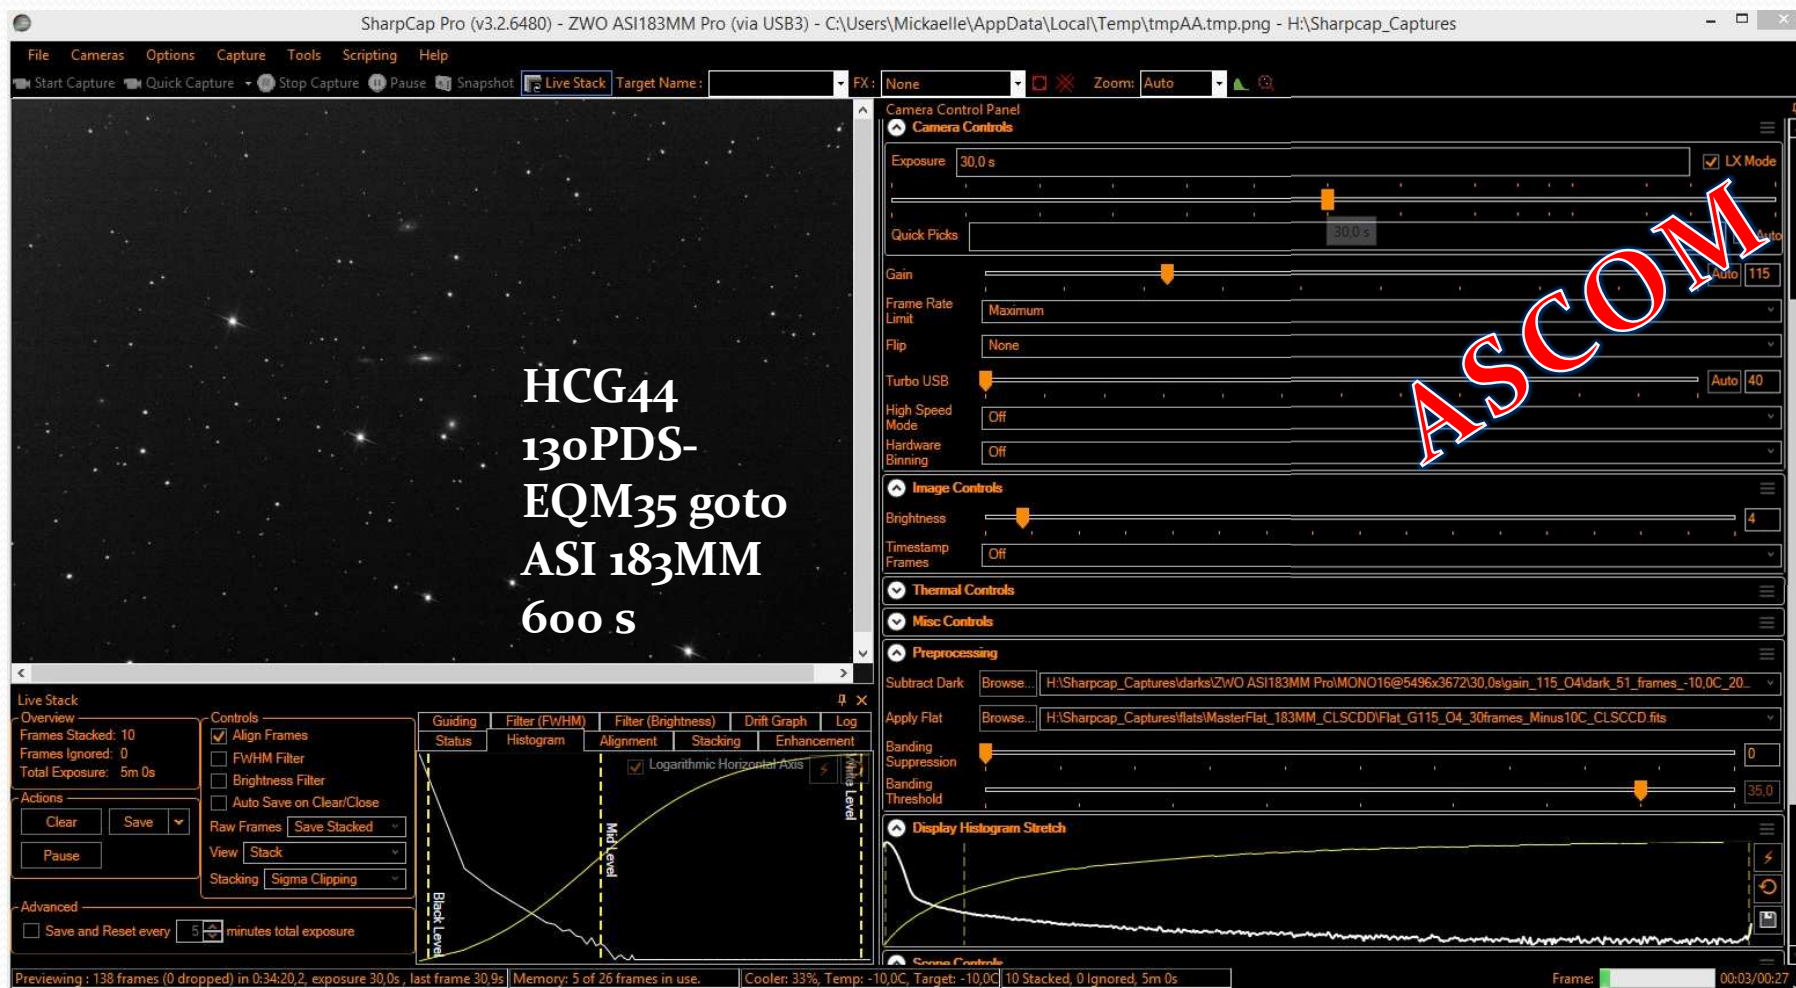 SharpCap Pro (v3.2.6480) - ZWO ASI183MM Pro (via USB3) - C:\Users\Mickaelle\AppData\Local\Temp\tmpAA.tmp.png - H:\Sharpcap_Captures
File Cameras Options Capture Tools Scripting Help
Start Capture Quick Capture Stop Capture Pause Snapshot Live Stack Target Name : FX : None Zoom: Auto
Camera Control Panel
Camera Controls
Exposure 30,0 s LX Mode
30,0 s
Quick Picks Auto
Gain Auto 115
Frame Rate Limit Maximum
Flip None
Turbo USB Auto 40
High Speed Mode Off
Hardware Binning Off
ASCOM
Image Controls
Brightness 4
Timestamp Frames Off
Thermal Controls
Misc Controls
Preprocessing
Subtract Dark Browse... H:\Sharpcap_Captures\darks\ZWO ASI183MM Pro\MONO16@5496x3672\30,0s\gain_115_O4\dark_51_frames_-10,0C_20...
Apply Flat Browse... H:\Sharpcap_Captures\flats\MasterFlat_183MM_CLSCDD\Flat_G115_O4_30frames_Minus10C_CLSCCD.fits
Banding Suppression 0
Banding Threshold 35,0
Display Histogram Stretch
Scope Controls
HCG44
130PDS-
EQM35 goto
ASI 183MM
600 s
Live Stack
Overview
Frames Stacked: 10
Frames Ignored: 0
Total Exposure: 5m 0s
Actions
Clear Save
Pause
Controls
Align Frames
FWHM Filter
Brightness Filter
Auto Save on Clear/Close
Raw Frames Save Stacked
View Stack
Stacking Sigma Clipping
Advanced
Save and Reset every 5 minutes total exposure
Guiding Filter (FWHM) Filter (Brightness) Drift Graph Log
Status Histogram Alignment Stacking Enhancement
Logarithmic Horizontal Axis
Black Level
Mid Level
White Level
Previewing : 138 frames (0 dropped) in 0:34:20,2, exposure 30,0s , last frame 30,9s Memory: 5 of 26 frames in use. Cooler: 33%, Temp: -10,0C, Target: -10,0C 10 Stacked, 0 Ignored, 5m 0s Frame: 00:03/00:27